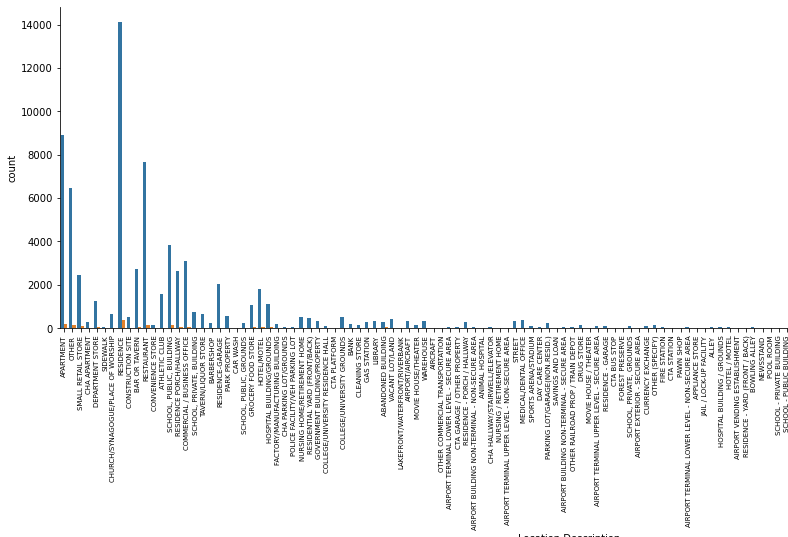 14000
12000
10000
8000
6000
4000
2000
0
count
APARTMENT
OTHER
SMALL RETAIL STORE
CHA APARTMENT
DEPARTMENT STORE
SIDEWALK
CHURCH/SYNAGOGUE/PLACE OF WORSHIP
RESIDENCE
CONSTRUCTION SITE
BAR OR TAVERN
RESTAURANT
CONVENIENCE STORE
ATHLETIC CLUB
SCHOOL, PUBLIC, BUILDING
RESIDENCE PORCH/HALLWAY
COMMERCIAL / BUSINESS OFFICE
SCHOOL, PRIVATE, BUILDING
TAVERN/LIQUOR STORE
BARBERSHOP
RESIDENCE-GARAGE
PARK PROPERTY
CAR WASH
SCHOOL, PUBLIC, GROUNDS
GROCERY FOOD STORE
HOTEL/MOTEL
HOSPITAL BUILDING/GROUNDS
FACTORY/MANUFACTURING BUILDING
CHA PARKING LOT/GROUNDS
POLICE FACILITY/VEH PARKING LOT
NURSING HOME/RETIREMENT HOME
RESIDENTIAL YARD (FRONT/BACK)
GOVERNMENT BUILDING/PROPERTY
COLLEGE/UNIVERSITY RESIDENCE HALL
CTA PLATFORM
COLLEGE/UNIVERSITY GROUNDS
BANK
CLEANING STORE
GAS STATION
LIBRARY
ABANDONED BUILDING
VACANT LOT/LAND
LAKEFRONT/WATERFRONT/RIVERBANK
AIRPORT/AIRCRAFT
MOVIE HOUSE/THEATER
WAREHOUSE
AIRCRAFT
OTHER COMMERCIAL TRANSPORTATION
AIRPORT TERMINAL LOWER LEVEL - SECURE AREA
CTA GARAGE / OTHER PROPERTY
RESIDENCE - PORCH / HALLWAY
AIRPORT BUILDING NON-TERMINAL - NON-SECURE AREA
ANIMAL HOSPITAL
CHA HALLWAY/STAIRWELL/ELEVATOR
NURSING / RETIREMENT HOME
AIRPORT TERMINAL UPPER LEVEL - NON-SECURE AREA
STREET
MEDICAL/DENTAL OFFICE
SPORTS ARENA/STADIUM
DAY CARE CENTER
PARKING LOT/GARAGE(NON.RESID.)
SAVINGS AND LOAN
AIRPORT BUILDING NON-TERMINAL - SECURE AREA
OTHER RAILROAD PROP / TRAIN DEPOT
DRUG STORE
MOVIE HOUSE / THEATER
AIRPORT TERMINAL UPPER LEVEL - SECURE AREA
RESIDENCE - GARAGE
CTA BUS STOP
FOREST PRESERVE
SCHOOL, PRIVATE, GROUNDS
AIRPORT EXTERIOR - SECURE AREA
CURRENCY EXCHANGE
OTHER (SPECIFY)
FIRE STATION
CTA STATION
PAWN SHOP
AIRPORT TERMINAL LOWER LEVEL - NON-SECURE AREA
APPLIANCE STORE
JAIL / LOCK-UP FACILITY
ALLEY
HOSPITAL BUILDING / GROUNDS
HOTEL / MOTEL
AIRPORT VENDING ESTABLISHMENT
RESIDENCE - YARD (FRONT / BACK)
BOWLING ALLEY
NEWSSTAND
POOL ROOM
SCHOOL - PRIVATE BUILDING
SCHOOL - PUBLIC BUILDING
Location Description